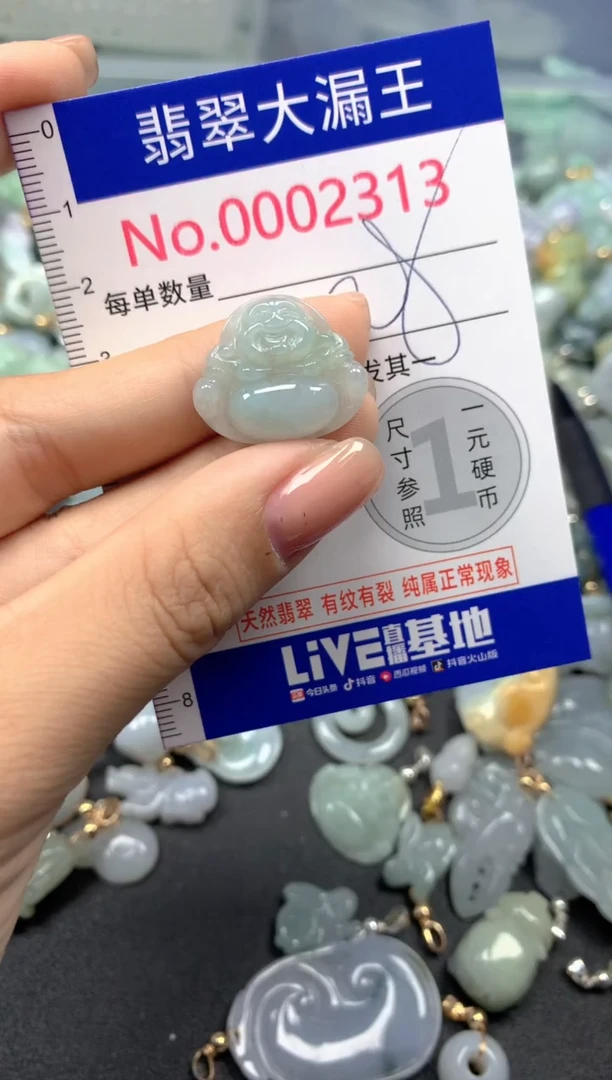 翡翠大漏王
No.0002313
0
1
2
每单数量
发其一
尺寸参照
1
一元硬币
天然翡翠 有纹有裂 纯属正常现象
LiVE直播基地
今日头条 抖音 西瓜视频 抖音火山版
8